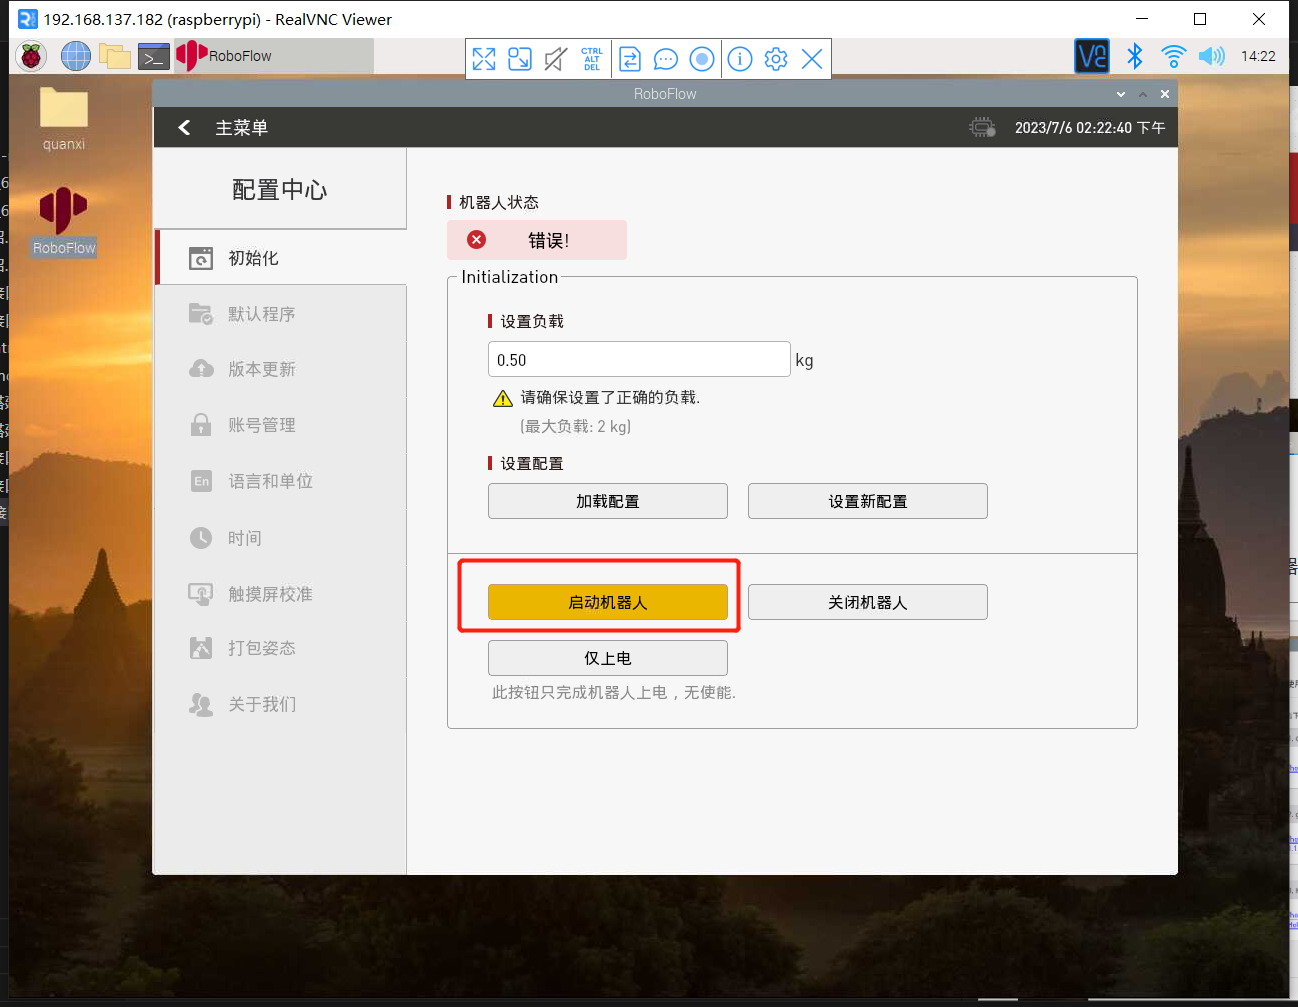 192.168.137.182 (raspberrypi) - RealVNC Viewer
RoboFlow
CTRL
ALT
DEL
14:22
quanxi
RoboFlow
RoboFlow
主菜单
2023/7/6 02:22:40 下午
配置中心
初始化
默认程序
版本更新
账号管理
En 语言和单位
时间
触摸屏校准
打包姿态
关于我们
机器人状态
错误!
Initialization
设置负载
0.50 kg
请确保设置了正确的负载.
(最大负载: 2 kg)
设置配置
加载配置 设置新配置
启动机器人 关闭机器人
仅上电
此按钮只完成机器人上电，无使能.